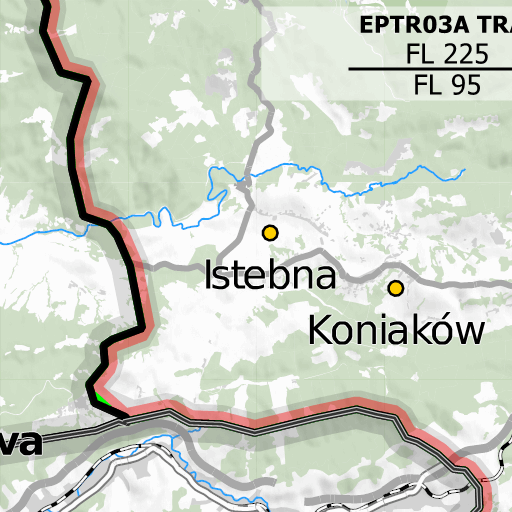 EPTR03A TRA
FL 225
FL 95
Istebna
Koniaków
va